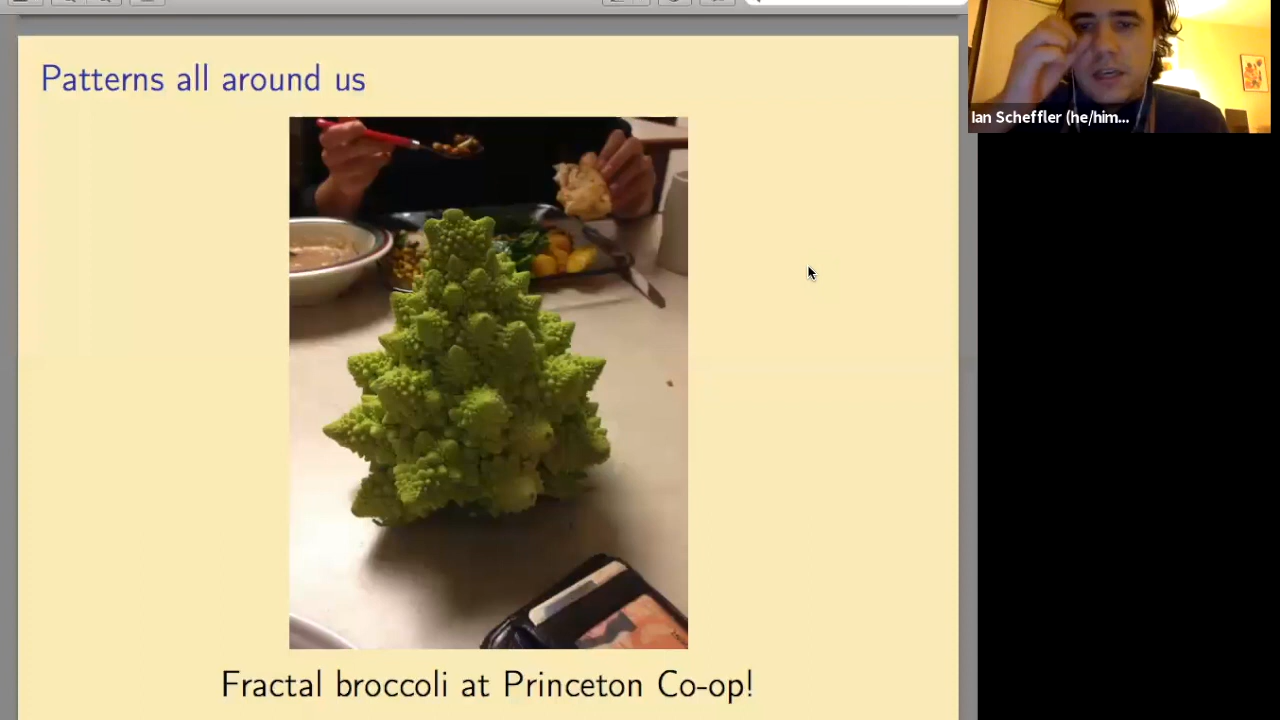 Patterns all around us
Ian Scheffler (he/him...
Fractal broccoli at Princeton Co-op!